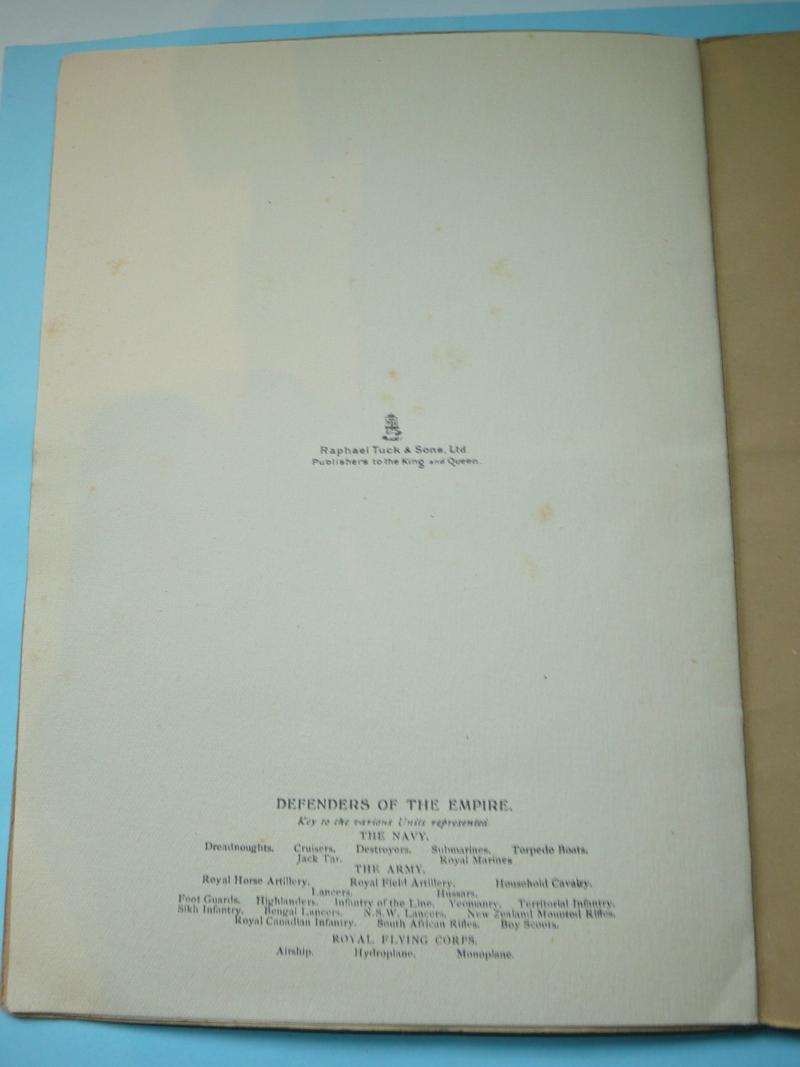 Raphael Tuck & Sons, Ltd.
Publishers to the King and Queen.
DEFENDERS OF THE EMPIRE.
Key to the various Units represented.
THE NAVY.
Dreadnoughts. Cruisers. Destroyers. Submarines. Torpedo Boats.
Jack Tar. Royal Marines
THE ARMY.
Royal Horse Artillery. Royal Field Artillery. Household Cavalry.
Lancers. Hussars.
Foot Guards. Highlanders. Infantry of the Line. Yeomanry. Territorial Infantry.
Sikh Infantry. Bengal Lancers. N.S.W. Lancers. New Zealand Mounted Rifles.
Royal Canadian Infantry. South African Rifles. Boy Scouts.
ROYAL FLYING CORPS.
Airship. Hydroplane. Monoplane.